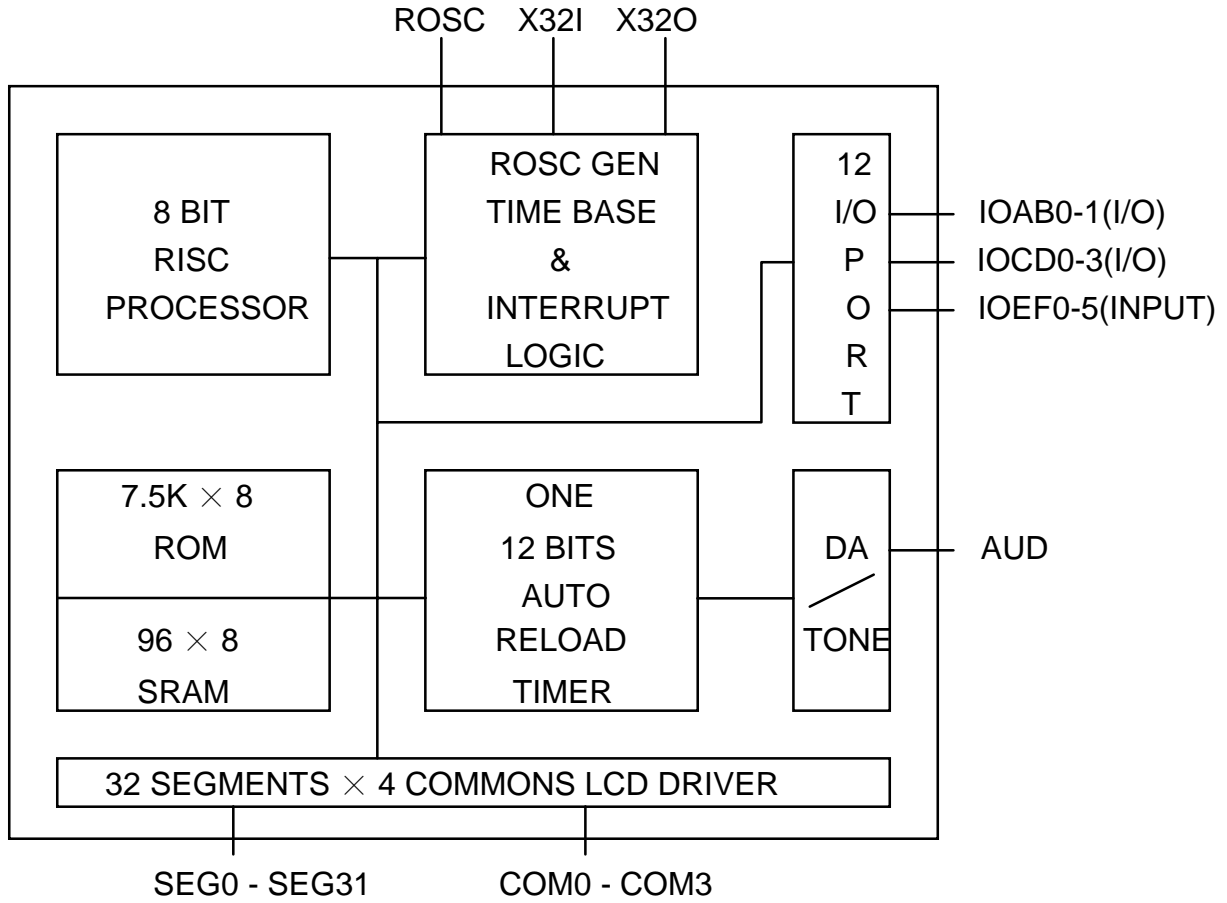 ROSC X32I X32O
8 BIT
RISC
PROCESSOR
ROSC GEN
TIME BASE
&
INTERRUPT
LOGIC
12
I/O
P
O
R
T
IOAB0-1(I/O)
IOCD0-3(I/O)
IOEF0-5(INPUT)
7.5K × 8
ROM
96 × 8
SRAM
ONE
12 BITS
AUTO
RELOAD
TIMER
DA
TONE
AUD
32 SEGMENTS × 4 COMMONS LCD DRIVER
SEG0 - SEG31
COM0 - COM3